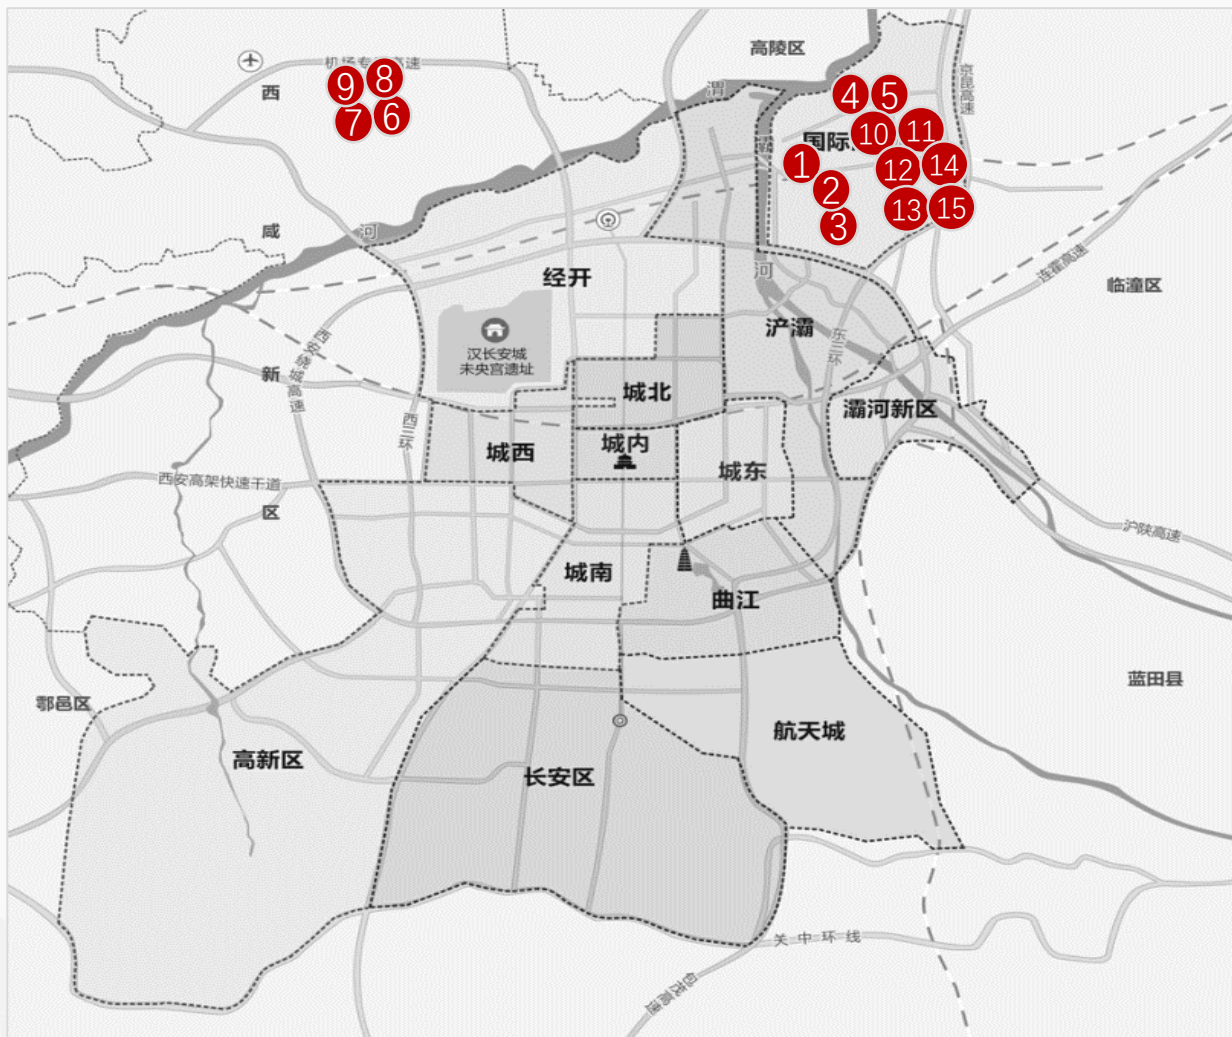 高陵区
机场专
高速
9
8
西
渭
4
5
京昆高速
7
6
灞
国际
10
11
1
12
14
2
13
15
3
咸
河
河
经开
连霍高速
临潼区
浐灞
东三环
汉长安城
未央宫遗址
西安绕城高速
新
城北
灞河新区
西三环
城西
城内
城东
西安高架快速干道
区
沪陕高速
城南
曲江
鄠邑区
蓝田县
高新区
航天城
长安区
关中环线
包茂高速